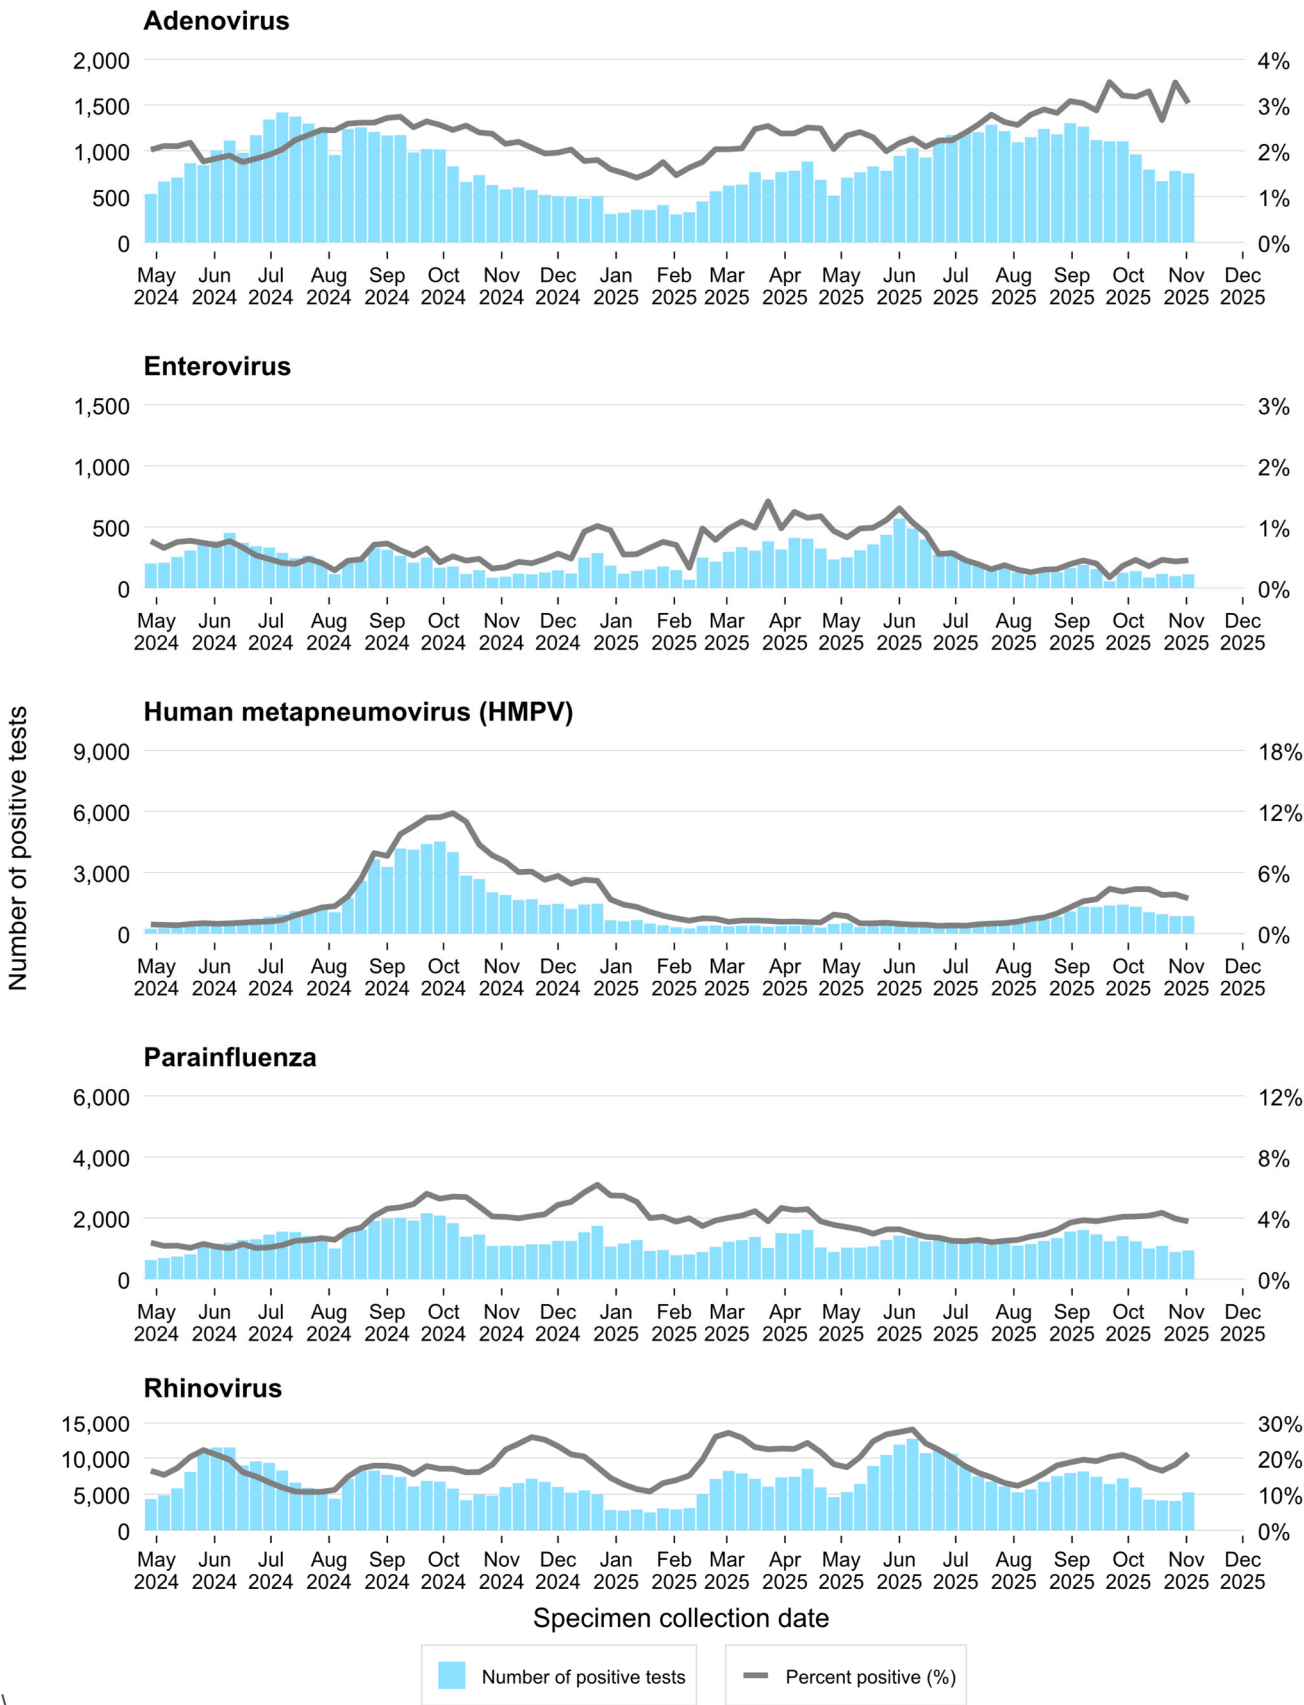 Adenovirus
2,000 4%
1,500 3%
1,000 2%
500 1%
0 0%
May Jun Jul Aug Sep Oct Nov Dec Jan Feb Mar Apr May Jun Jul Aug Sep Oct Nov Dec
2024 2024 2024 2024 2024 2024 2024 2024 2025 2025 2025 2025 2025 2025 2025 2025 2025 2025 2025 2025
Enterovirus
1,500 3%
1,000 2%
500 1%
0 0%
May Jun Jul Aug Sep Oct Nov Dec Jan Feb Mar Apr May Jun Jul Aug Sep Oct Nov Dec
2024 2024 2024 2024 2024 2024 2024 2024 2025 2025 2025 2025 2025 2025 2025 2025 2025 2025 2025 2025
Number of positive tests
Human metapneumovirus (HMPV)
9,000 18%
6,000 12%
3,000 6%
0 0%
May Jun Jul Aug Sep Oct Nov Dec Jan Feb Mar Apr May Jun Jul Aug Sep Oct Nov Dec
2024 2024 2024 2024 2024 2024 2024 2024 2025 2025 2025 2025 2025 2025 2025 2025 2025 2025 2025 2025
Parainfluenza
6,000 12%
4,000 8%
2,000 4%
0 0%
May Jun Jul Aug Sep Oct Nov Dec Jan Feb Mar Apr May Jun Jul Aug Sep Oct Nov Dec
2024 2024 2024 2024 2024 2024 2024 2024 2025 2025 2025 2025 2025 2025 2025 2025 2025 2025 2025 2025
Rhinovirus
15,000 30%
10,000 20%
5,000 10%
0 0%
May Jun Jul Aug Sep Oct Nov Dec Jan Feb Mar Apr May Jun Jul Aug Sep Oct Nov Dec
2024 2024 2024 2024 2024 2024 2024 2024 2025 2025 2025 2025 2025 2025 2025 2025 2025 2025 2025 2025
Specimen collection date
Number of positive tests Percent positive (%)
\